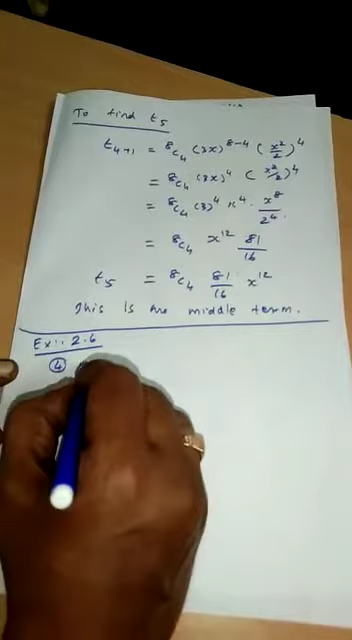 To find t₅
t₄₊₁ = ⁸C₄ (3x)⁸⁻⁴ (x²/2)⁴
= ⁸C₄ (3x)⁴ (x²/2)⁴
= ⁸C₄ (3)⁴ x⁴ · x⁸/2⁴
= ⁸C₄ x¹² 81/16
t₅ = ⁸C₄ 81/16 x¹²
This is the middle term.
Ex:. 2.6
④